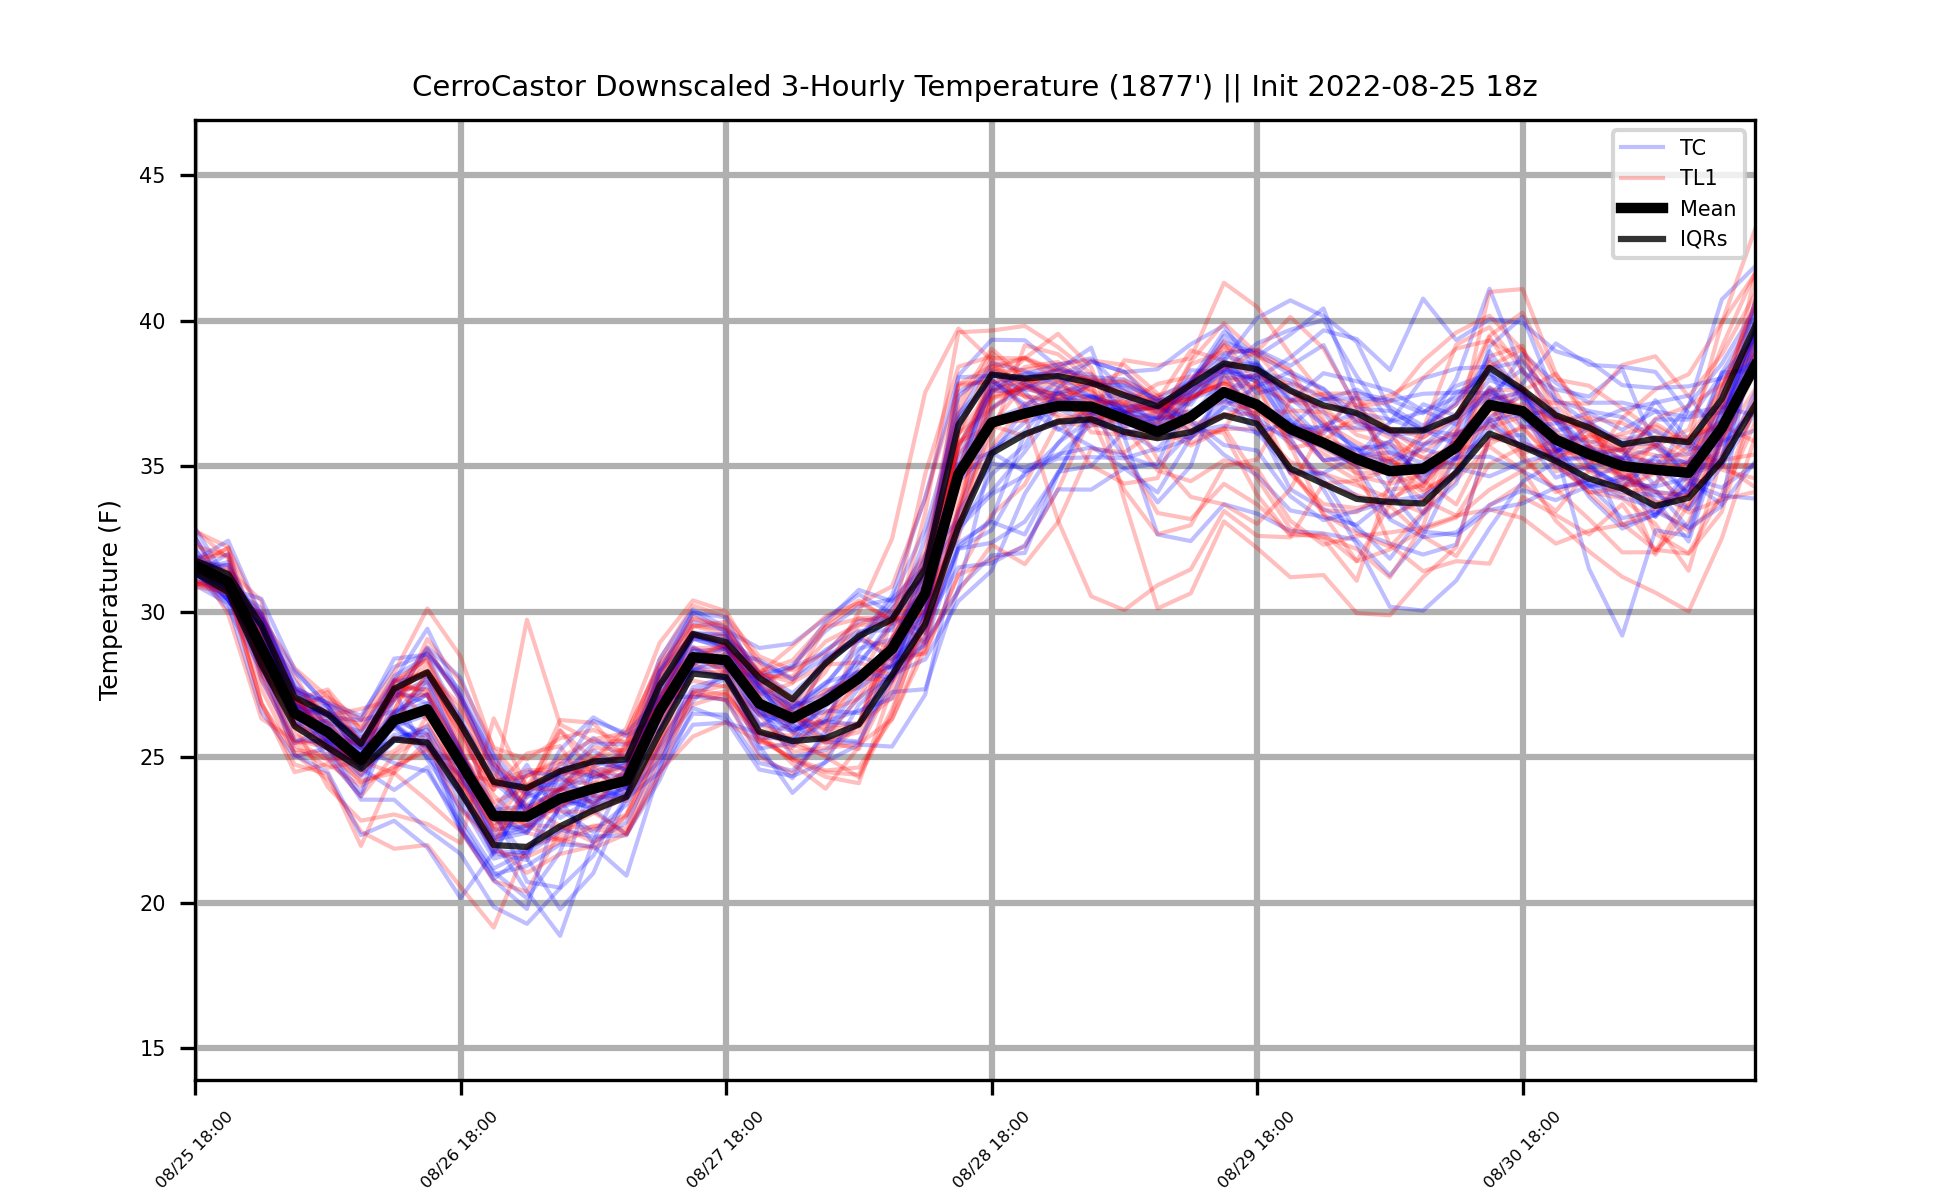 CerroCastor Downscaled 3-Hourly Temperature (1877') || Init 2022-08-25 18z
TC
TL1
Mean
IQRs
Temperature (F)
45
40
35
30
25
20
15
08/25 18:00
08/26 18:00
08/27 18:00
08/28 18:00
08/29 18:00
08/30 18:00